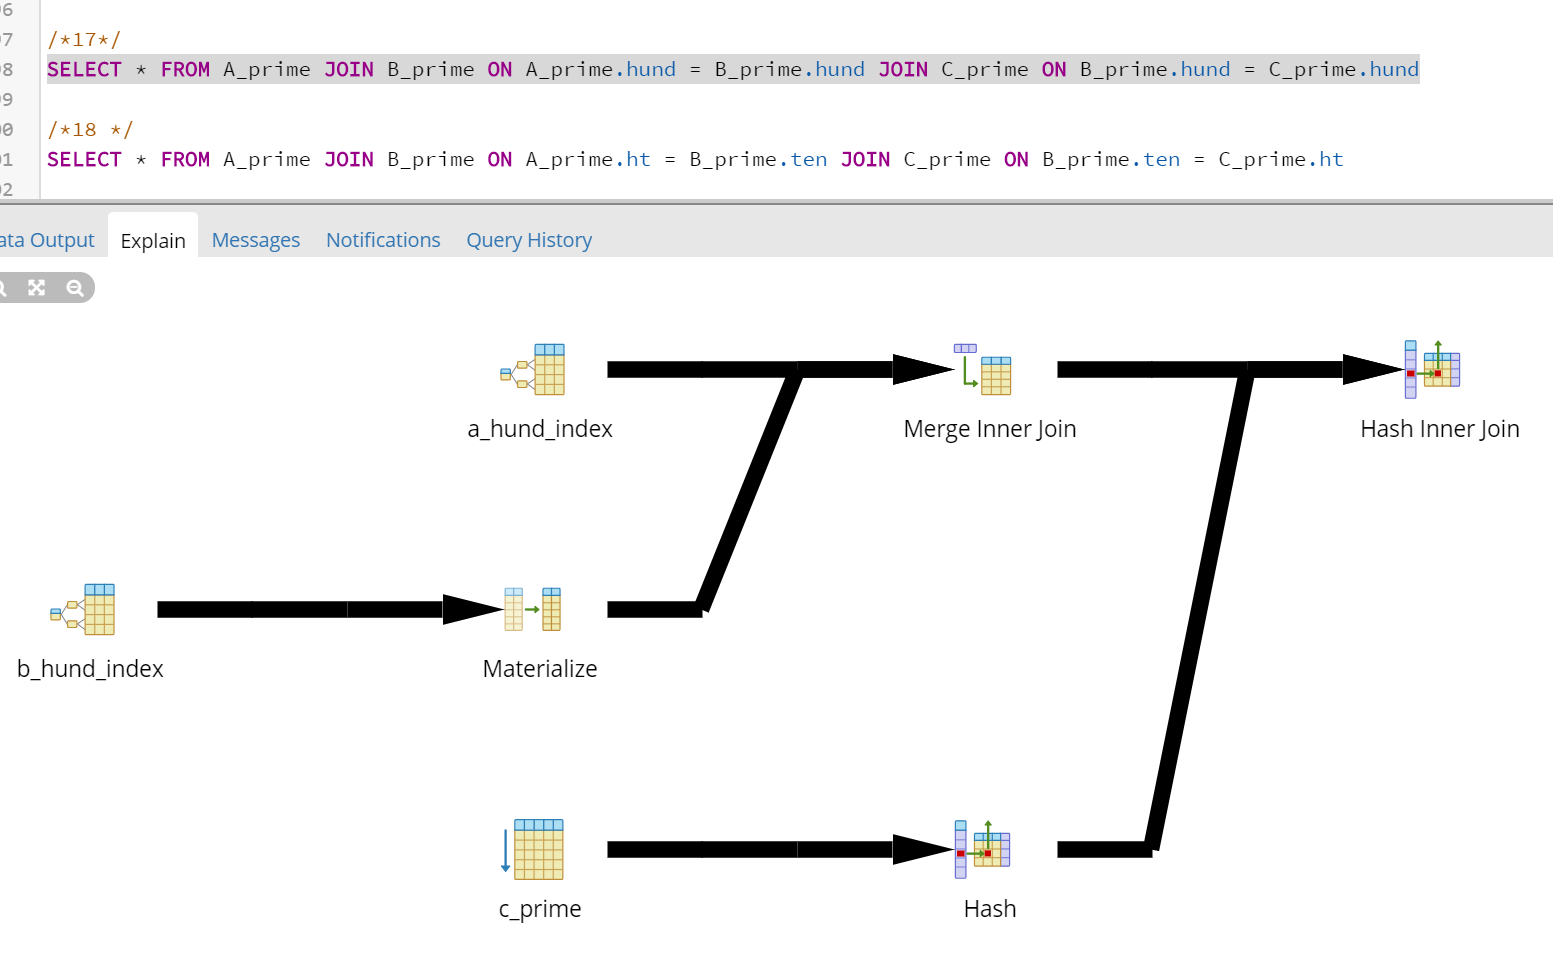 6
7
/*17*/
8
SELECT * FROM A_prime JOIN B_prime ON A_prime.hund = B_prime.hund JOIN C_prime ON B_prime.hund = C_prime.hund
9
0
/*18 */
1
SELECT * FROM A_prime JOIN B_prime ON A_prime.ht = B_prime.ten JOIN C_prime ON B_prime.ten = C_prime.ht
2
ata Output Explain Messages Notifications Query History
a_hund_index
Merge Inner Join
Hash Inner Join
b_hund_index
Materialize
c_prime
Hash